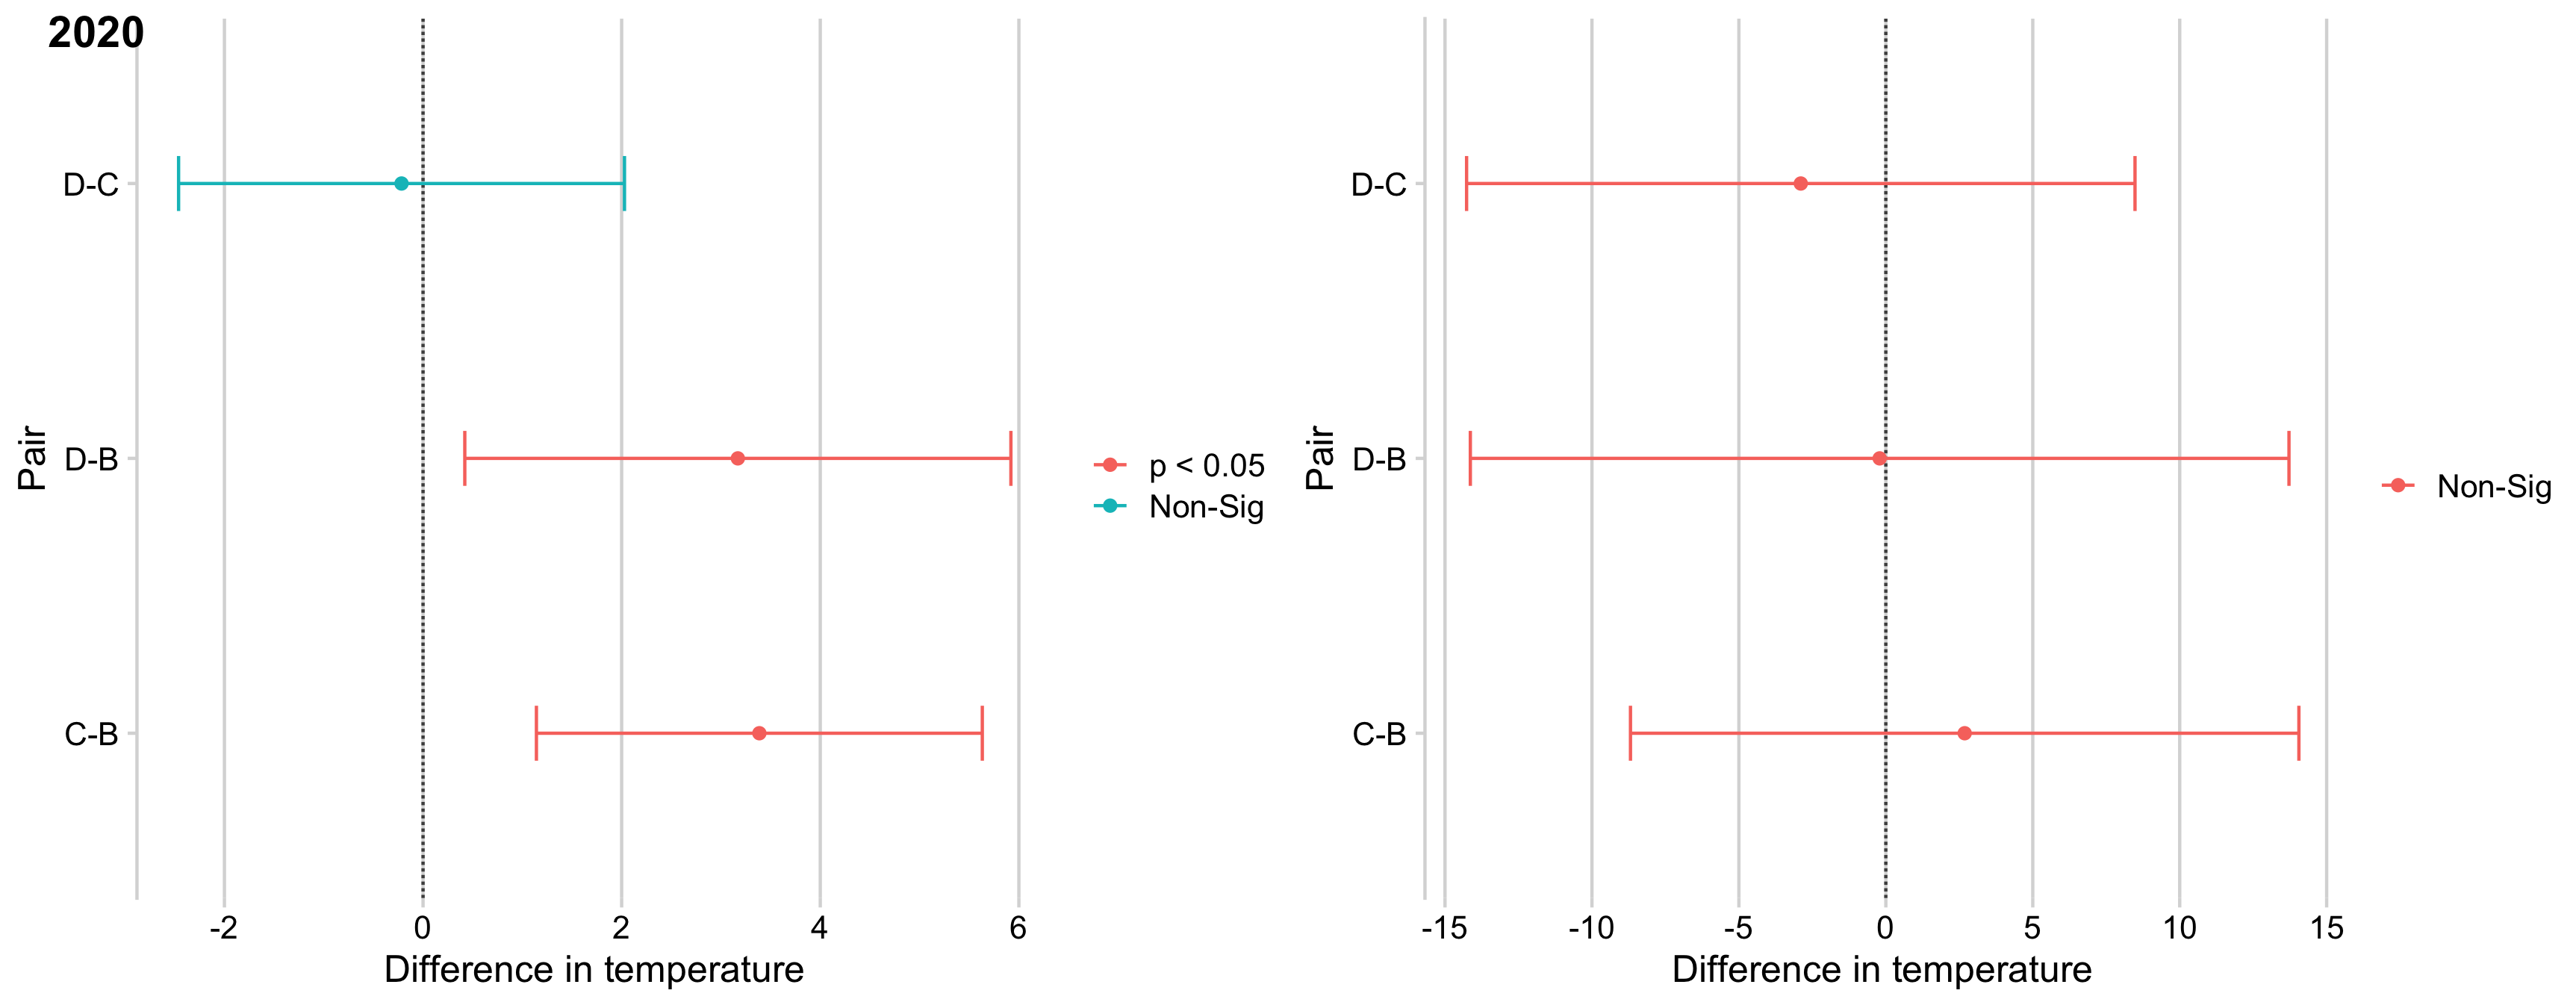 2020
Pair
D-C
D-B
C-B
-2 0 2 4 6
Difference in temperature
p < 0.05
Non-Sig
Pair
D-C
D-B
C-B
-15 -10 -5 0 5 10 15
Difference in temperature
Non-Sig